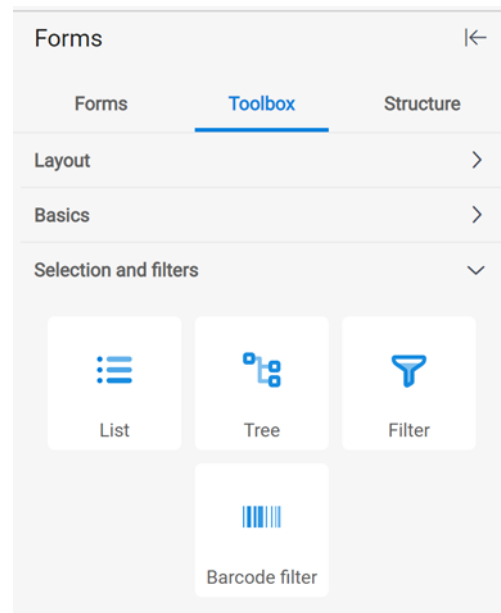 Forms
Forms Toolbox Structure
Layout
Basics
Selection and filters
List Tree Filter
Barcode filter